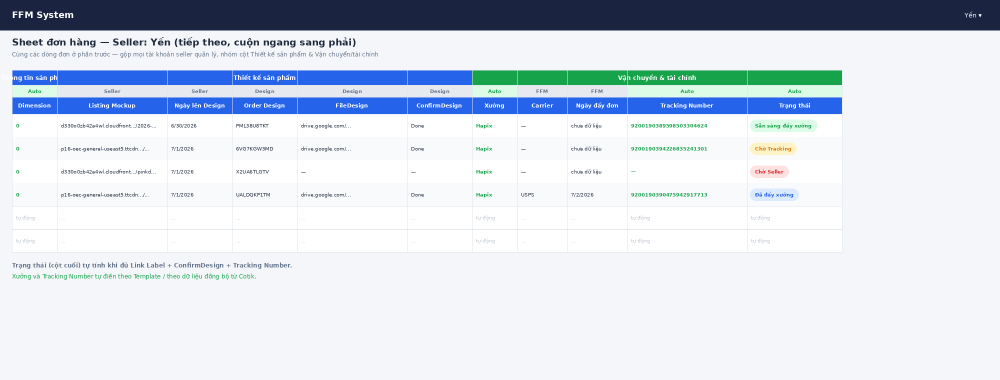 FFM System
Yến ▾
Sheet đơn hàng — Seller: Yến (tiếp theo, cuộn ngang sang phải)
Cùng các dòng đơn ở phần trước — gộp mọi tài khoản seller quản lý, nhóm cột Thiết kế sản phẩm & Vận chuyển/tài chính
Thông tin sản ph Thiết kế sản phẩm Vận chuyển & tài chính
Auto Seller Seller Design Design Design Auto FFM FFM Auto Auto
Dimension Listing Mockup Ngày lên Design Order Design FileDesign ConfirmDesign Xưởng Carrier Ngày đẩy đơn Tracking Number Trạng thái
0 d330o0zb42a4wl.cloudfront.../2026-... 6/30/2026 PML38U8TKT drive.google.com/... Done Hapix — chưa dữ liệu 9200190389598503304624 Sẵn sàng đẩy xưởng
0 p16-oec-general-useast5.ttcdn.../... 7/1/2026 6VG7KGW3MD drive.google.com/... Done Hapix — chưa dữ liệu 9200190394226835241301 Chờ Tracking
0 d330o0zb42a4wl.cloudfront.../pinkd... 7/1/2026 X2UA6TLGTV — — Hapix — chưa dữ liệu — Chờ Seller
0 p16-oec-general-useast5.ttcdn.../... 7/1/2026 UALDQKP1TM drive.google.com/... Done Hapix USPS 7/2/2026 9200190390475942917713 Đã đẩy xưởng
tự động ... ... ... ... ... tự động ... ... tự động tự động
tự động ... ... ... ... ... tự động ... ... tự động tự động
Trạng thái (cột cuối) tự tính khi đủ Link Label + ConfirmDesign + Tracking Number.
Xưởng và Tracking Number tự điền theo Template / theo dữ liệu đồng bộ từ Cotik.